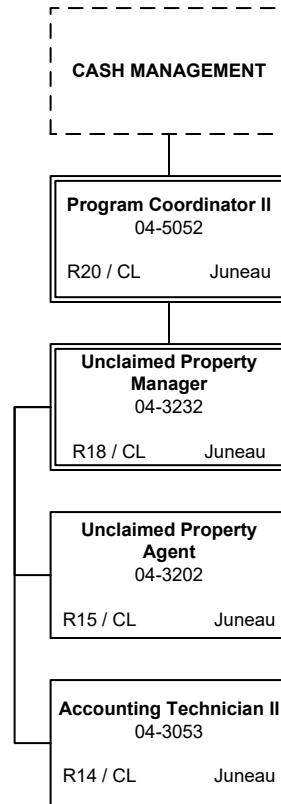 CASH MANAGEMENT
Program Coordinator II
04-5052
R20 / CL Juneau
Unclaimed Property
Manager
04-3232
R18 / CL Juneau
Unclaimed Property
Agent
04-3202
R15 / CL Juneau
Accounting Technician II
04-3053
R14 / CL Juneau